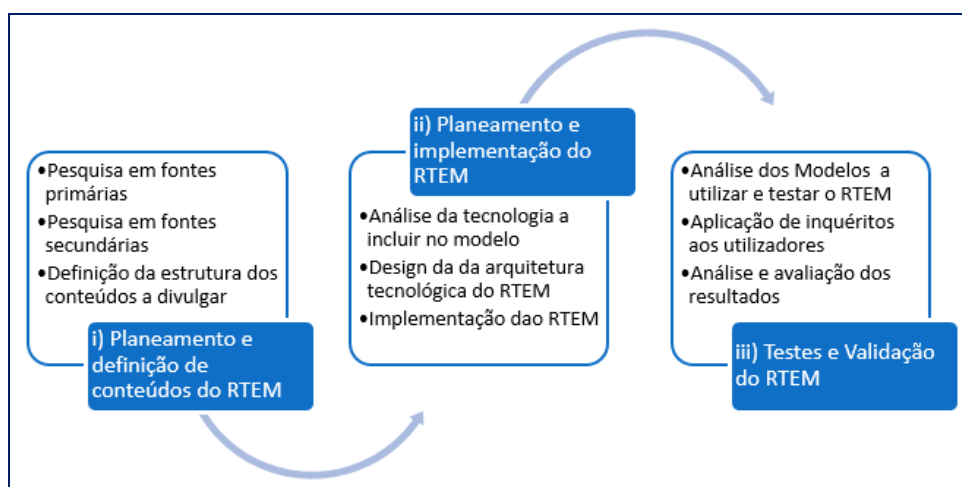 •Pesquisa em fontes
primárias
•Pesquisa em fontes
secundárias
•Definição da estrutura dos
conteúdos a divulgar
i) Planeamento e
definição de
conteúdos do RTEM
ii) Planeamento e
implementação do
RTEM
•Análise da tecnologia a
incluir no modelo
•Design da da arquitetura
tecnológica do RTEM
•Implementação dao RTEM
•Análise dos Modelos a
utilizar e testar o RTEM
•Aplicação de inquéritos
aos utilizadores
•Análise e avaliação dos
resultados
iii) Testes e Validação
do RTEM